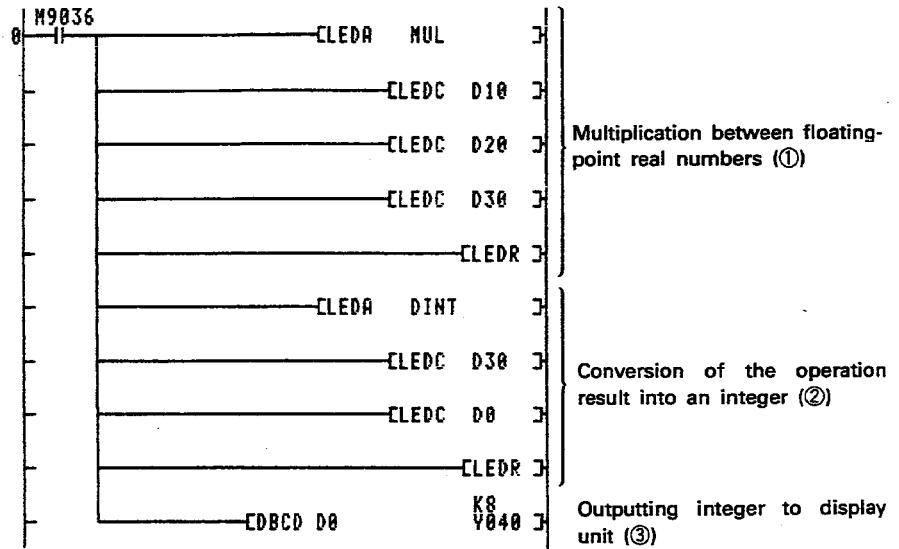 M9036
0 [LEDA MUL ]
[LEDC D10 ]
[LEDC D20 ]
[LEDC D30 ]
[LEDR ]
Multiplication between floating-
point real numbers (①)
[LEDA DINT ]
[LEDC D30 ]
[LEDC D0 ]
[LEDR ]
Conversion of the operation
result into an integer (②)
K8
[DBCD D0 Y040 ]
Outputting integer to display
unit (③)